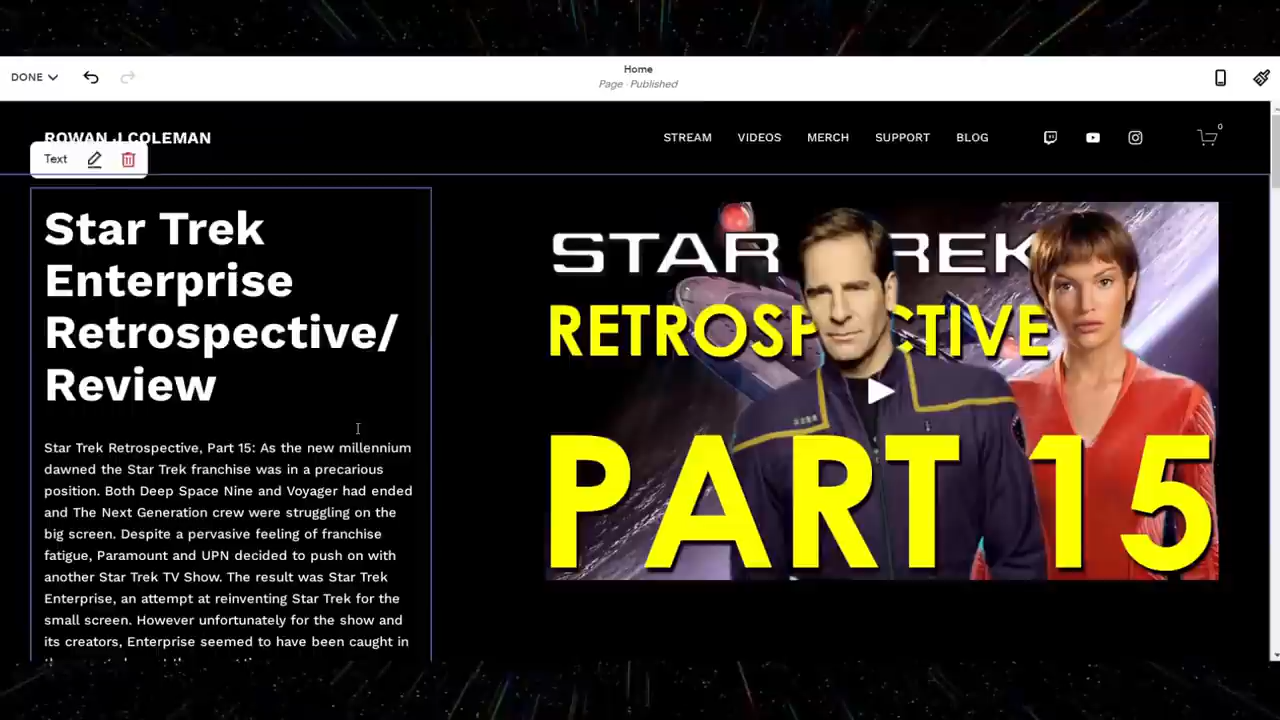 DONE
Home
Page · Published
ROWAN J COLEMAN
STREAM VIDEOS MERCH SUPPORT BLOG
0
Text
Star Trek
Enterprise
Retrospective/
Review
Star Trek Retrospective, Part 15: As the new millennium
dawned the Star Trek franchise was in a precarious
position. Both Deep Space Nine and Voyager had ended
and The Next Generation crew were struggling on the
big screen. Despite a pervasive feeling of franchise
fatigue, Paramount and UPN decided to push on with
another Star Trek TV Show. The result was Star Trek
Enterprise, an attempt at reinventing Star Trek for the
small screen. However unfortunately for the show and
its creators, Enterprise seemed to have been caught in
STAR TREK
RETROSPECTIVE
PART 15